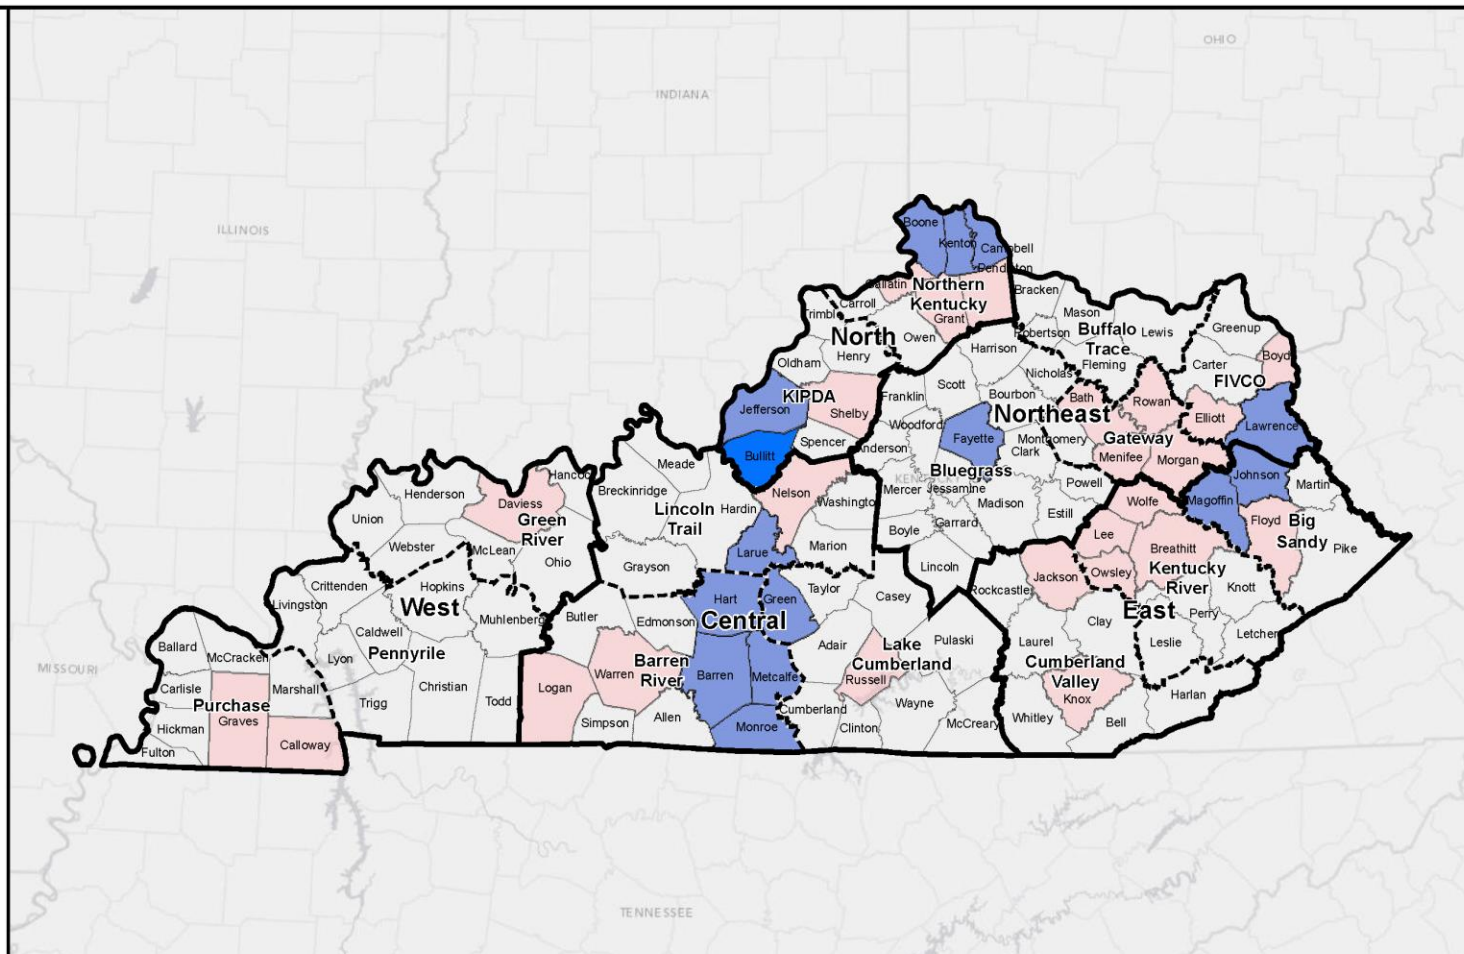 OHIO
INDIANA
ILLINOIS
Boone
Kenton
Campbell
Pendleton
Gallatin
Northern
Kentucky
Bracken
Carroll
Grant
Mason
Trimble
Owen
Robertson
Buffalo
Trace
Lewis
Greenup
North
Henry
Harrison
Fleming
Carter
Boyd
Oldham
Nicholas
FIVCO
KIPDA
Scott
Bourbon
Bath
Rowan
Jefferson
Shelby
Franklin
Northeast
Elliott
Lawrence
Woodford
Fayette
Montgomery
Gateway
Spencer
Anderson
Clark
Menifee
Morgan
Bullitt
Bluegrass
Meade
KENTUCKY
Powell
Johnson
Martin
Hancock
Breckinridge
Nelson
Mercer
Jessamine
Madison
Wolfe
Magoffin
Henderson
Daviess
Lincoln
Trail
Hardin
Washington
Estill
Union
Green
River
Boyle
Garrard
Lee
Floyd
Big
Sandy
Webster
McLean
Ohio
Larue
Marion
Breathitt
Pike
Grayson
Lincoln
Jackson
Owsley
Kentucky
River
Crittenden
Hopkins
Hart
Green
Taylor
Casey
Rockcastle
Knott
Livingston
West
Muhlenberg
Butler
Edmonson
Central
East
Perry
Clay
Caldwell
Adair
Lake
Cumberland
Pulaski
Laurel
Leslie
Letcher
Ballard
McCracken
Lyon
Pennyrile
Barren
River
Cumberland
Valley
MISSOURI
Carlisle
Marshall
Christian
Logan
Warren
Barren
Metcalfe
Russell
Harlan
Purchase
Graves
Trigg
Todd
Simpson
Allen
Cumberland
Wayne
Knox
Hickman
Monroe
Clinton
McCreary
Whitley
Bell
Fulton
Calloway
TENNESSEE